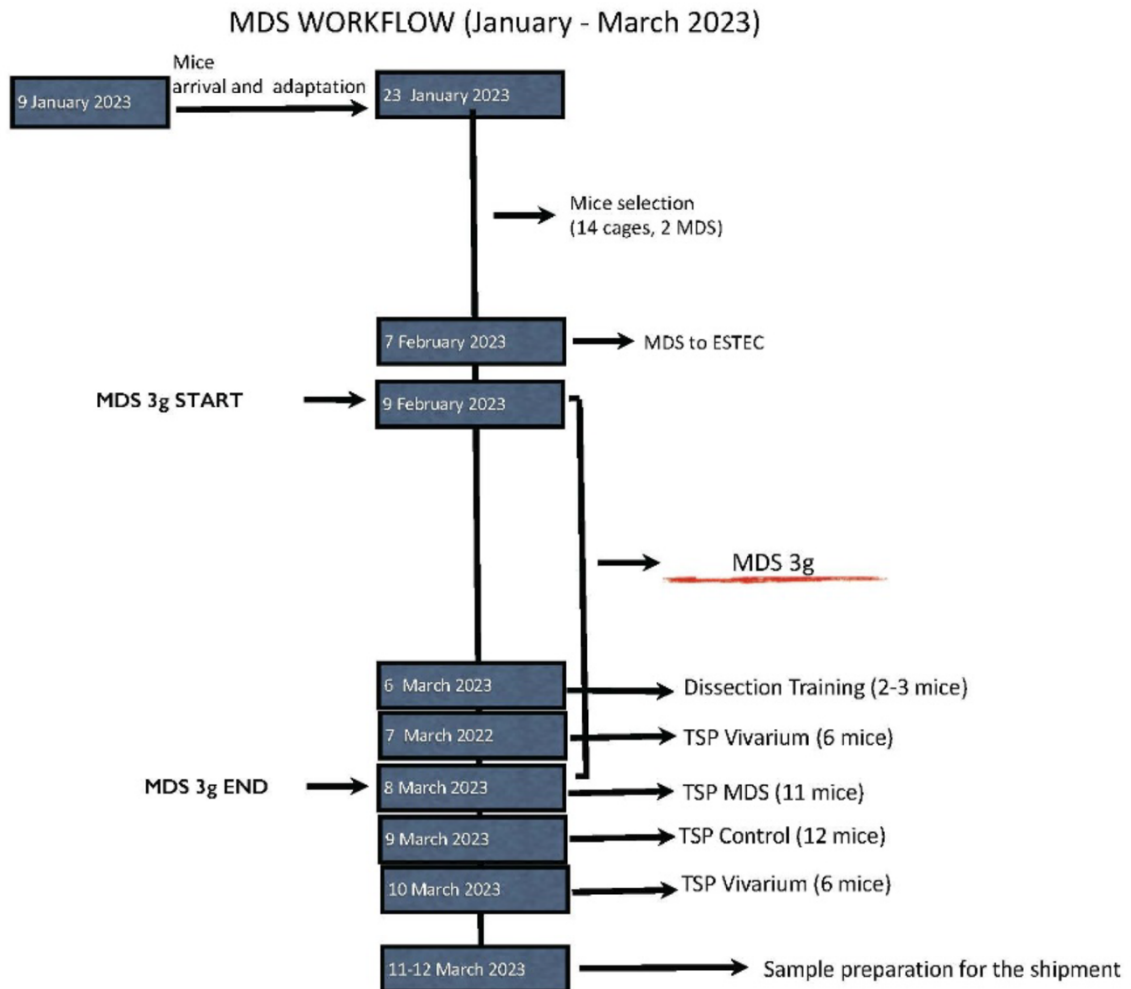 MDS WORKFLOW (January - March 2023)
Mice
arrival and adaptation
9 January 2023
23 January 2023
Mice selection
(14 cages, 2 MDS)
7 February 2023
MDS to ESTEC
MDS 3g START
9 February 2023
MDS 3g
6 March 2023
Dissection Training (2-3 mice)
7 March 2022
TSP Vivarium (6 mice)
MDS 3g END
8 March 2023
TSP MDS (11 mice)
9 March 2023
TSP Control (12 mice)
10 March 2023
TSP Vivarium (6 mice)
11-12 March 2023
Sample preparation for the shipment